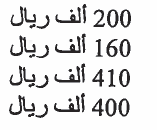 200 ألف ريال
160 ألف ريال
410 ألف ريال
400 ألف ريال